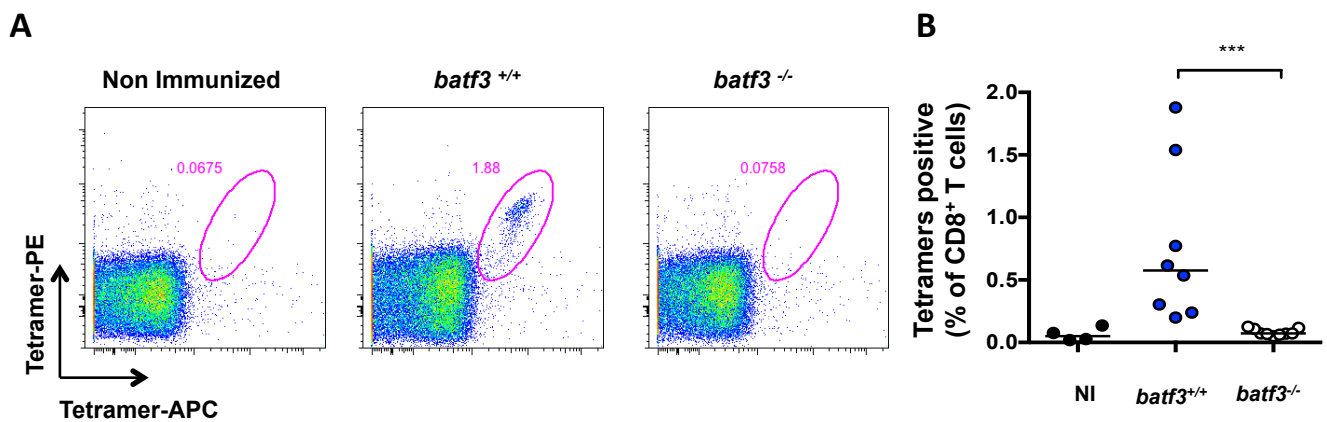 A
Non Immunized
batf3 +/+
batf3 -/-
0.0675
1.88
0.0758
Tetramer-PE
Tetramer-APC
B
***
Tetramers positive
(% of CD8+ T cells)
2.0
1.5
1.0
0.5
0.0
NI
batf3+/+
batf3-/-